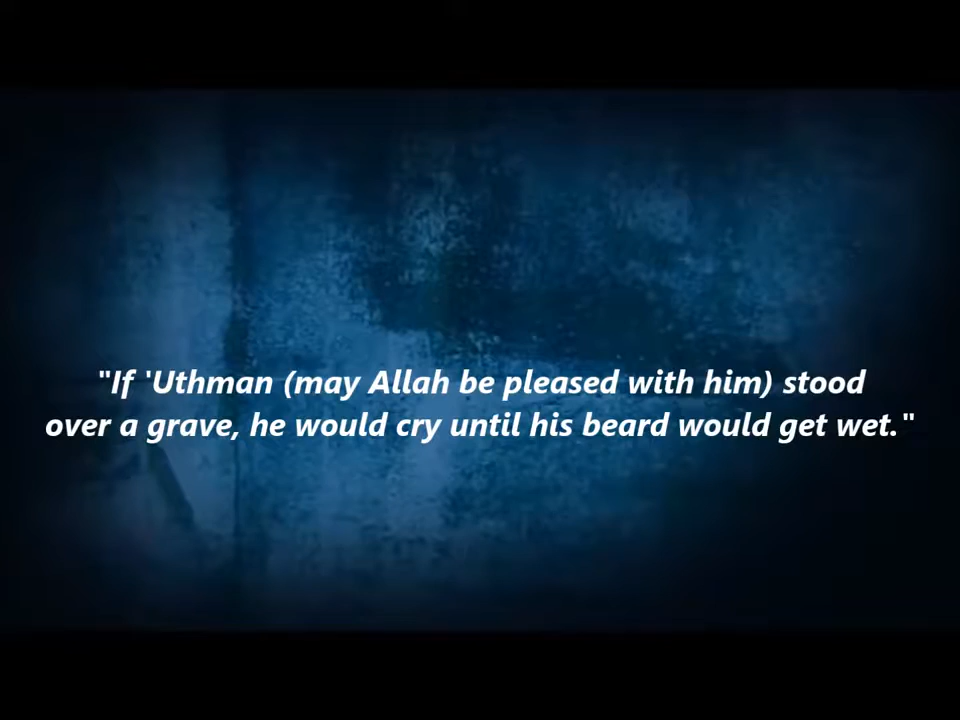 "If 'Uthman (may Allah be pleased with him) stood
over a grave, he would cry until his beard would get wet."